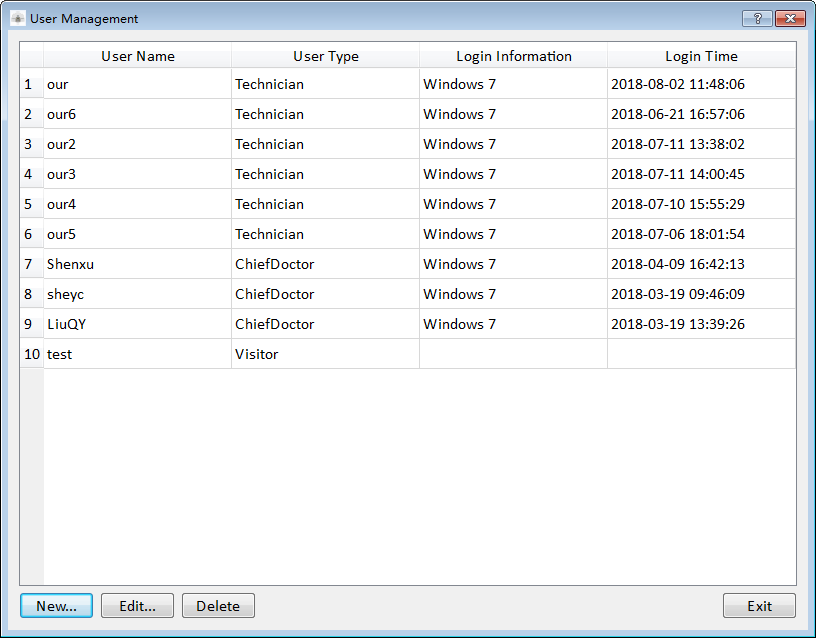 User Management
User Name User Type Login Information Login Time
1 our Technician Windows 7 2018-08-02 11:48:06
2 our6 Technician Windows 7 2018-06-21 16:57:06
3 our2 Technician Windows 7 2018-07-11 13:38:02
4 our3 Technician Windows 7 2018-07-11 14:00:45
5 our4 Technician Windows 7 2018-07-10 15:55:29
6 our5 Technician Windows 7 2018-07-06 18:01:54
7 Shenxu ChiefDoctor Windows 7 2018-04-09 16:42:13
8 sheyc ChiefDoctor Windows 7 2018-03-19 09:46:09
9 LiuQY ChiefDoctor Windows 7 2018-03-19 13:39:26
10 test Visitor
New... Edit... Delete Exit